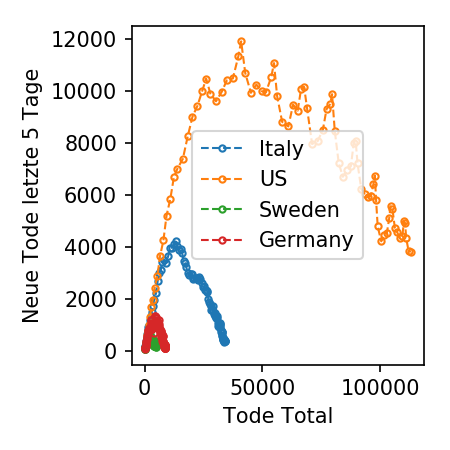 12000
10000
8000
6000
4000
2000
0
Neue Tode letzte 5 Tage
Italy
US
Sweden
Germany
0 50000 100000
Tode Total